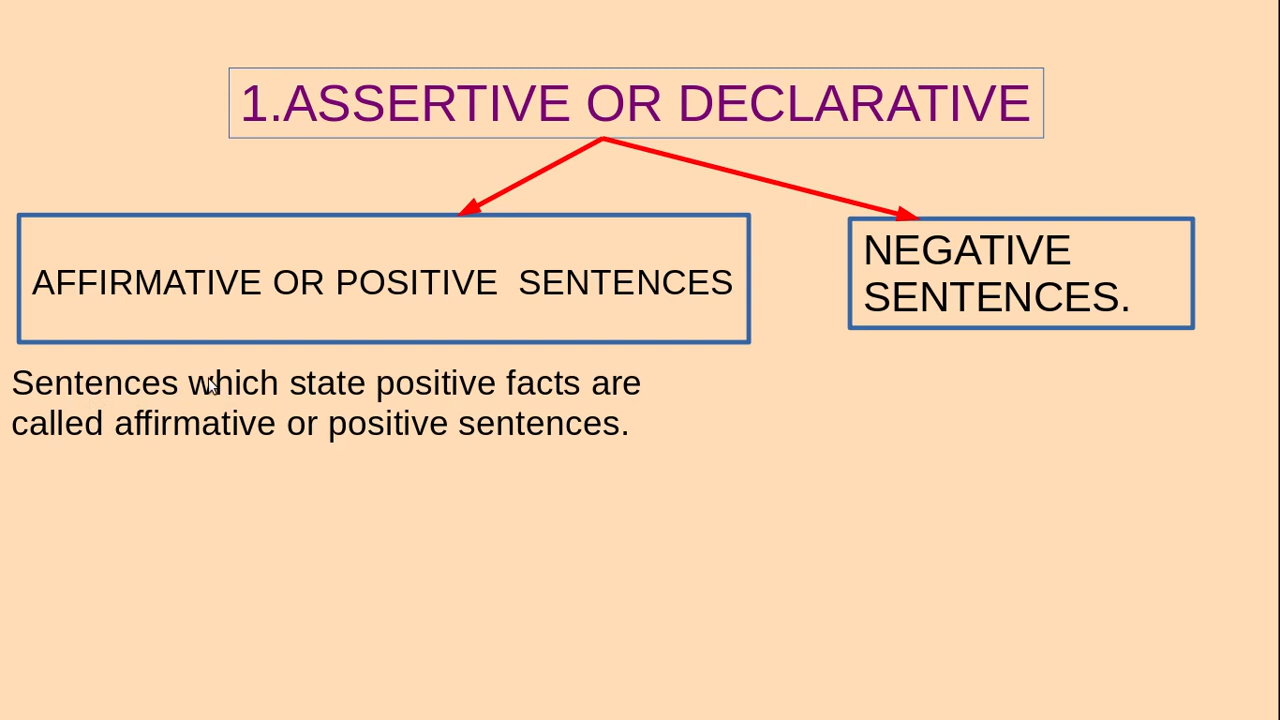 1.ASSERTIVE OR DECLARATIVE
AFFIRMATIVE OR POSITIVE  SENTENCES
NEGATIVE
SENTENCES.
Sentences which state positive facts are
called affirmative or positive sentences.